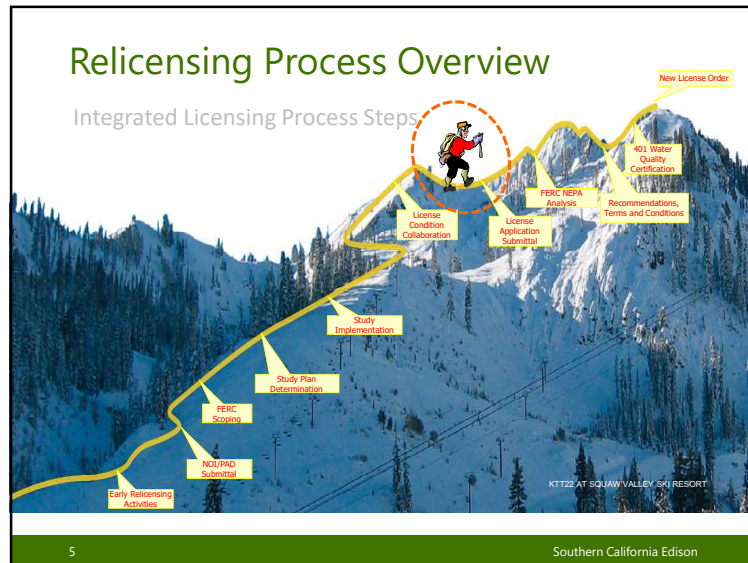 Relicensing Process Overview
Integrated Licensing Process Steps
New License Order
401 Water
Quality
Certification
FERC NEPA
Analysis
Recommendations,
Terms and Conditions
License
Condition
Collaboration
License
Application
Submittal
Study
Implementation
Study Plan
Determination
FERC
Scoping
NOI/PAD
Submittal
Early Relicensing
Activities
KTT22 AT SQUAW VALLEY SKI RESORT
5
Southern California Edison